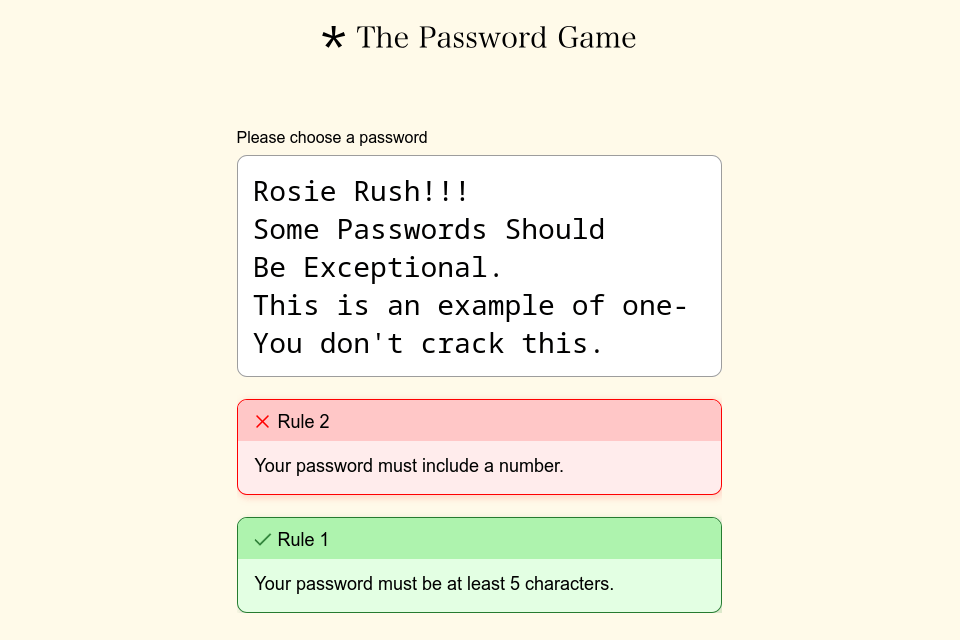 * The Password Game
Please choose a password
Rosie Rush!!!
Some Passwords Should
Be Exceptional.
This is an example of one-
You don't crack this.
Rule 2
Your password must include a number.
Rule 1
Your password must be at least 5 characters.